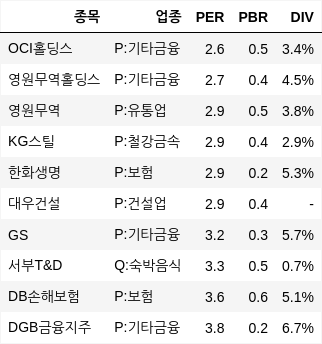 종목 업종 PER PBR DIV
OCI홀딩스 P:기타금융 2.6 0.5 3.4%
영원무역홀딩스 P:기타금융 2.7 0.4 4.5%
영원무역 P:유통업 2.9 0.5 3.8%
KG스틸 P:철강금속 2.9 0.4 2.9%
한화생명 P:보험 2.9 0.2 5.3%
대우건설 P:건설업 2.9 0.4 -
GS P:기타금융 3.2 0.3 5.7%
서부T&D Q:숙박음식 3.3 0.5 0.7%
DB손해보험 P:보험 3.6 0.6 5.1%
DGB금융지주 P:기타금융 3.8 0.2 6.7%